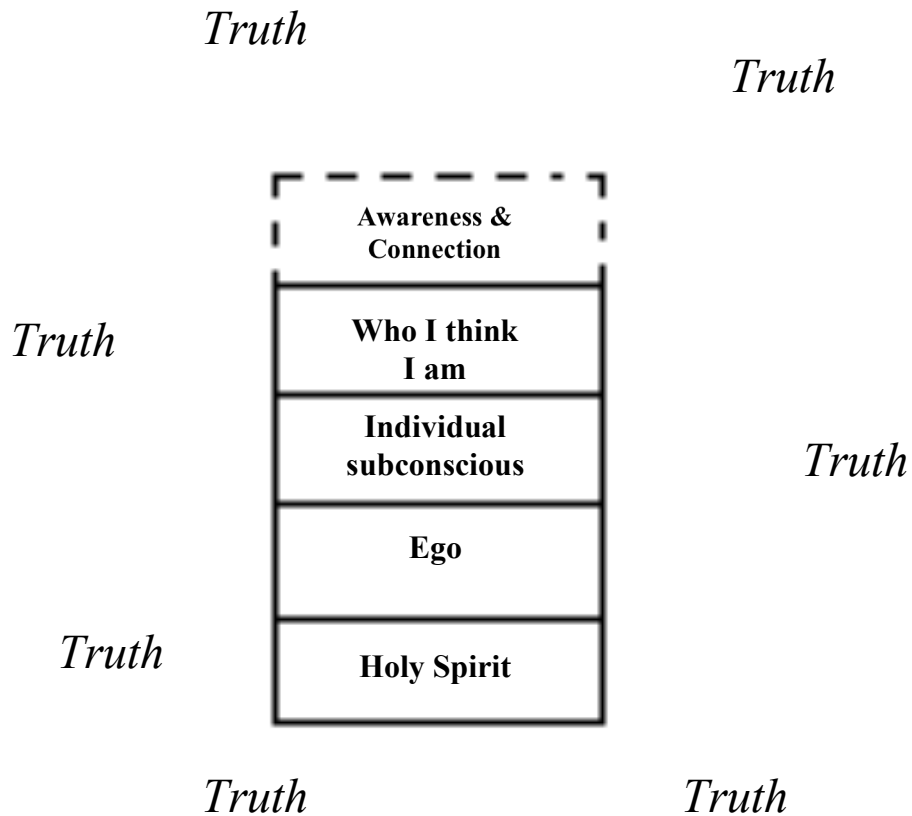 Truth
Truth
Awareness &
Connection
Who I think
I am
Truth
Individual
subconscious
Truth
Ego
Truth
Holy Spirit
Truth
Truth